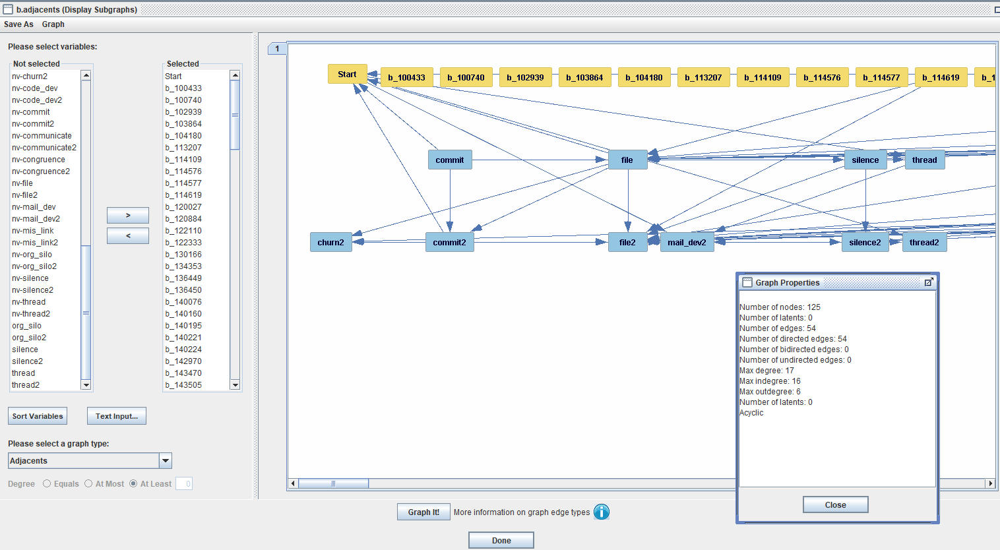 b.adjacents (Display Subgraphs)
Save As Graph
Please select variables:
Not selected
nv-churn2
nv-code_dev
nv-code_dev2
nv-commit
nv-commit2
nv-communicate
nv-communicate2
nv-congruence
nv-congruence2
nv-file
nv-file2
nv-mail_dev
nv-mail_dev2
nv-mis_link
nv-mis_link2
nv-org_silo
nv-org_silo2
nv-silence
nv-silence2
nv-thread
nv-thread2
org_silo
org_silo2
silence
silence2
thread
thread2
>
<
Selected
Start
b_100433
b_100740
b_102939
b_103864
b_104180
b_113207
b_114109
b_114576
b_114577
b_114619
b_120027
b_120884
b_122110
b_122333
b_130166
b_134353
b_136449
b_136450
b_140076
b_140160
b_140195
b_140221
b_140224
b_142970
b_143470
b_143505
Sort Variables
Text Input...
Please select a graph type:
Adjacents
Degree Equals At Most At Least 0
1
Start b_100433 b_100740 b_102939 b_103864 b_104180 b_113207 b_114109 b_114576 b_114577 b_114619 b_1
commit file silence thread
churn2 commit2 file2 mail_dev2 silence2 thread2
Graph Properties
Number of nodes: 125
Number of latents: 0
Number of edges: 54
Number of directed edges: 54
Number of bidirected edges: 0
Number of undirected edges: 0
Max degree: 17
Max indegree: 16
Max outdegree: 6
Number of latents: 0
Acyclic
Close
Graph It! More information on graph edge types i
Done